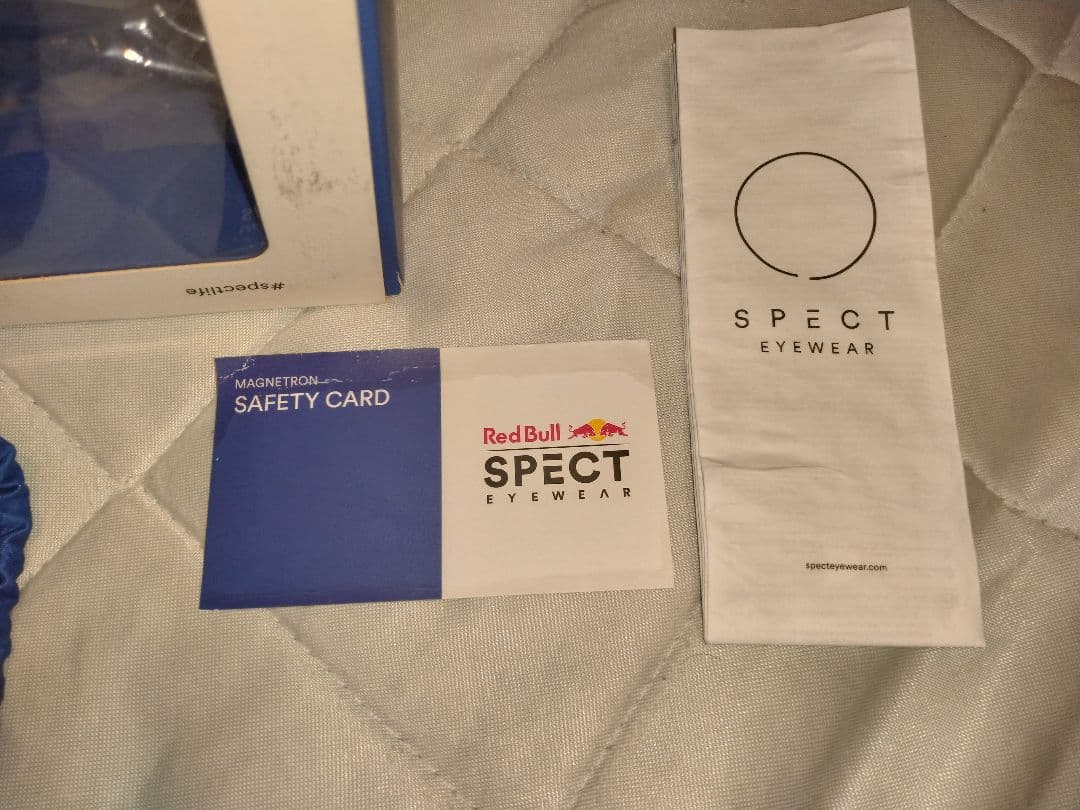 #spectlife
MAGNETRON
SAFETY CARD
Red Bull
SPECT
EYEWEAR
SPECT
EYEWEAR
specteyewear.com